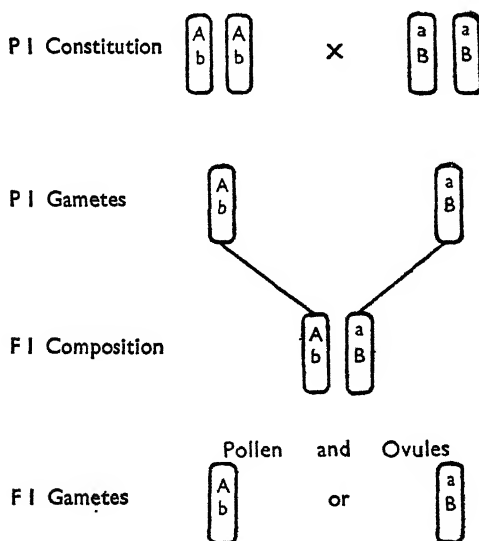 P I Constitution A A × a a
b b B B
P I Gametes A a
b B
F I Composition A a
b B
Pollen and Ovules
F I Gametes A or a
b B